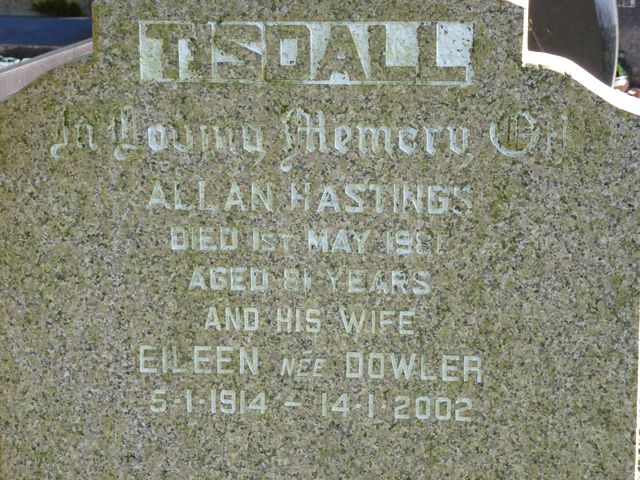 TISDALL
In Loving Memory Of
ALLAN HASTINGS
DIED 1ST MAY 1981
AGED 81 YEARS
AND HIS WIFE
EILEEN NÉE DOWLER
5-1-1914 - 14-1-2002